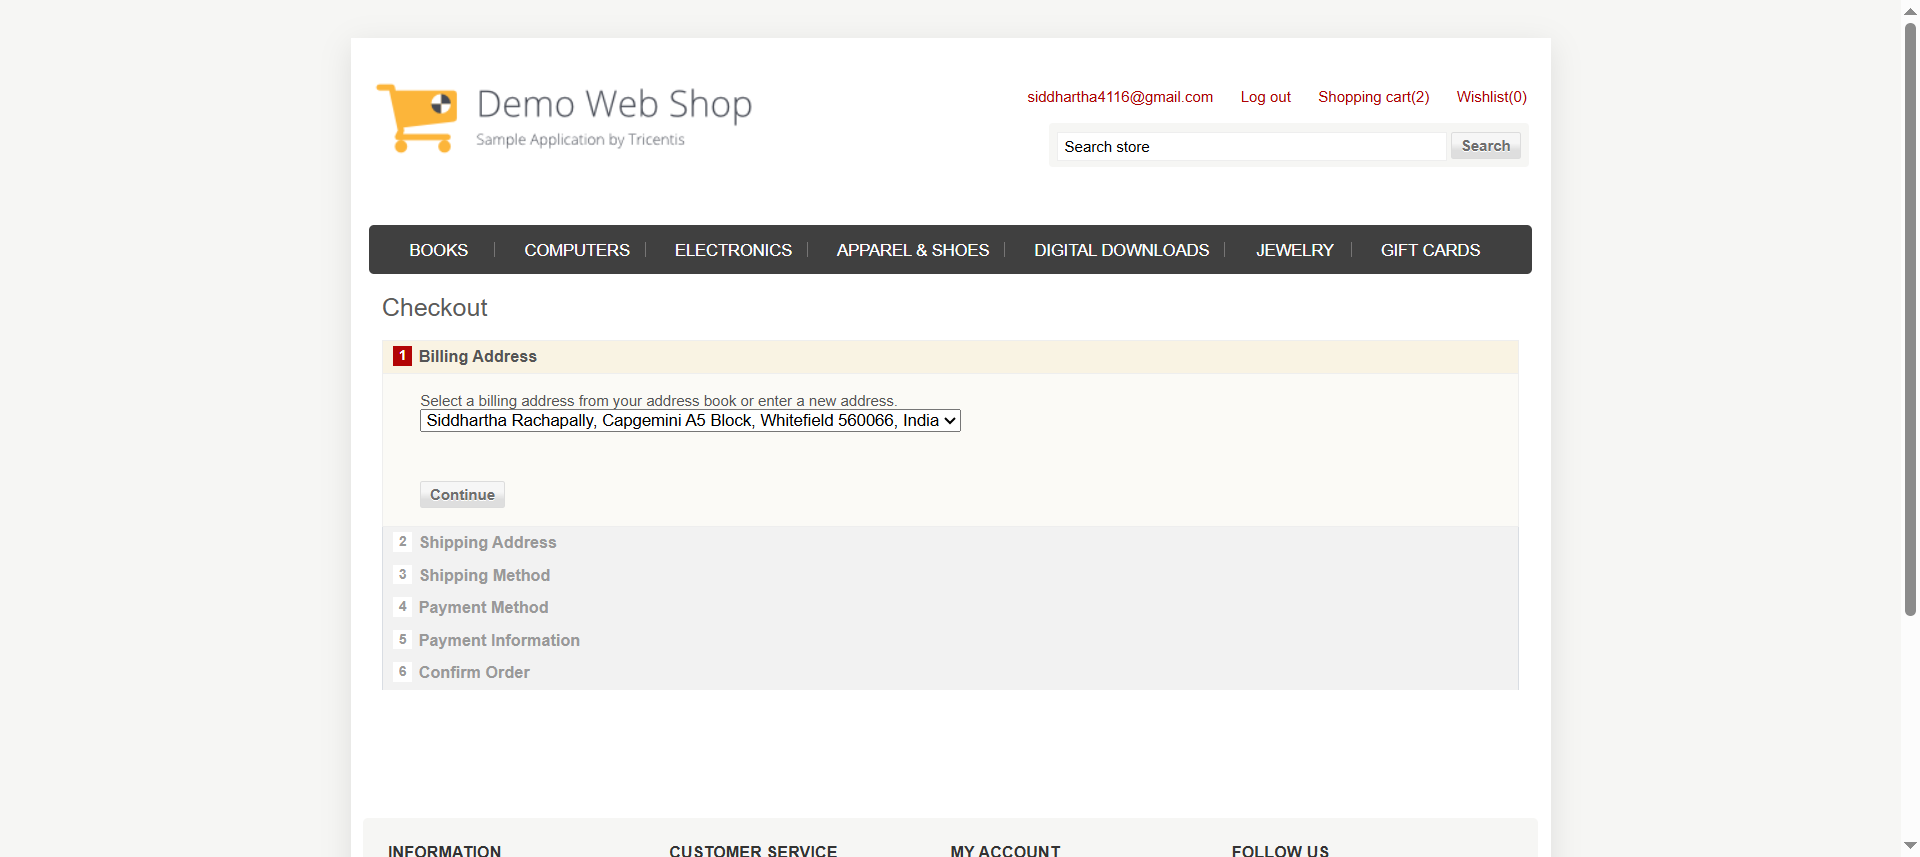 Demo Web Shop
Sample Application by Tricentis
siddhartha4116@gmail.com Log out Shopping cart(2) Wishlist(0)
Search store Search
BOOKS COMPUTERS ELECTRONICS APPAREL & SHOES DIGITAL DOWNLOADS JEWELRY GIFT CARDS
Checkout
1 Billing Address
Select a billing address from your address book or enter a new address.
Siddhartha Rachapally, Capgemini A5 Block, Whitefield 560066, India
Continue
2 Shipping Address
3 Shipping Method
4 Payment Method
5 Payment Information
6 Confirm Order
INFORMATION CUSTOMER SERVICE MY ACCOUNT FOLLOW US